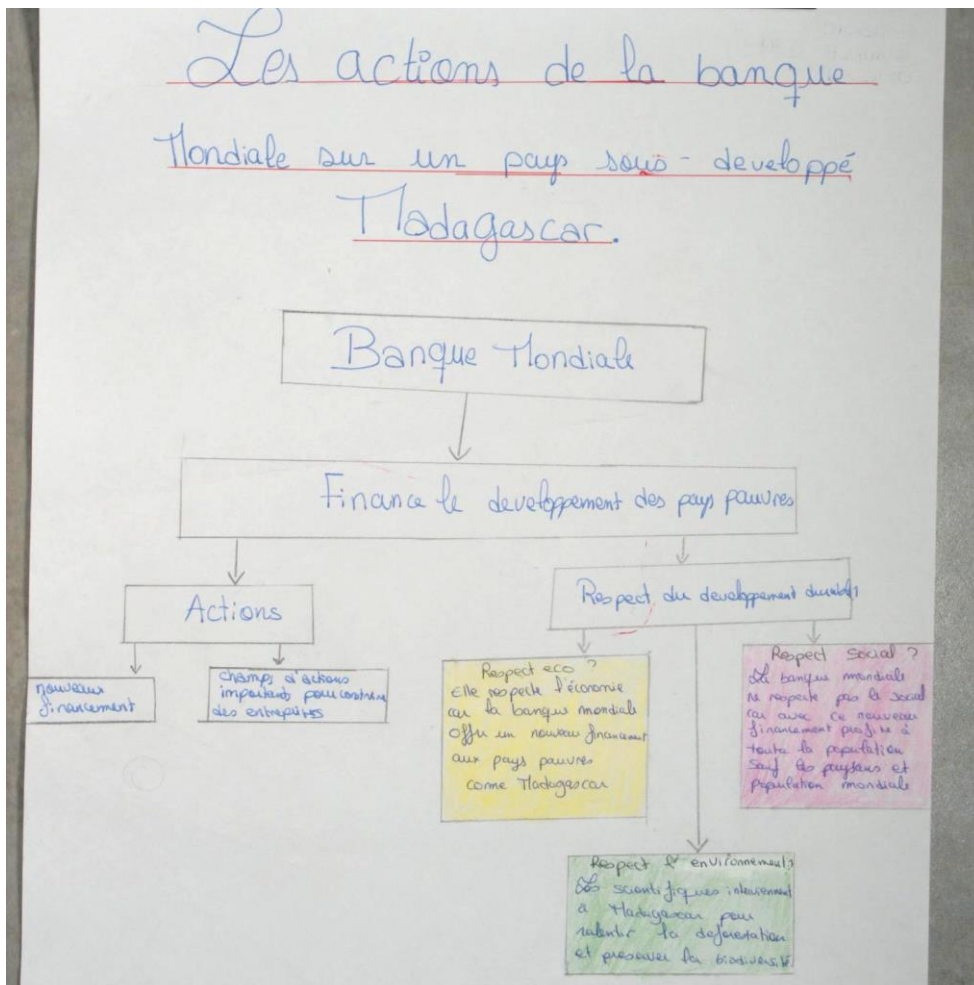 Les actions de la banque
Mondiale sur un pays sous-developpé
Madagascar.
Banque Mondiale
Finance le developpement des pays pauvres
Actions
Respect du developpement durable ?
nouveaux
financement
champs d'actions
importants pour construire
des entreprises
Respect eco ?
Elle respecte l'économie
car la banque mondiale
offre un nouveau financement
aux pays pauvres
come Madagascar
Respect Social ?
La banque mondiale
ne respecte pas le social
car avec ce nouveau
financement profite à
toute la population
sauf les paysans et
population mondiale
Respect l'environnement ?
Les scientifiques interviennent
a Madagascar pour
ralentir la deforestation
et préserver la biodiversité